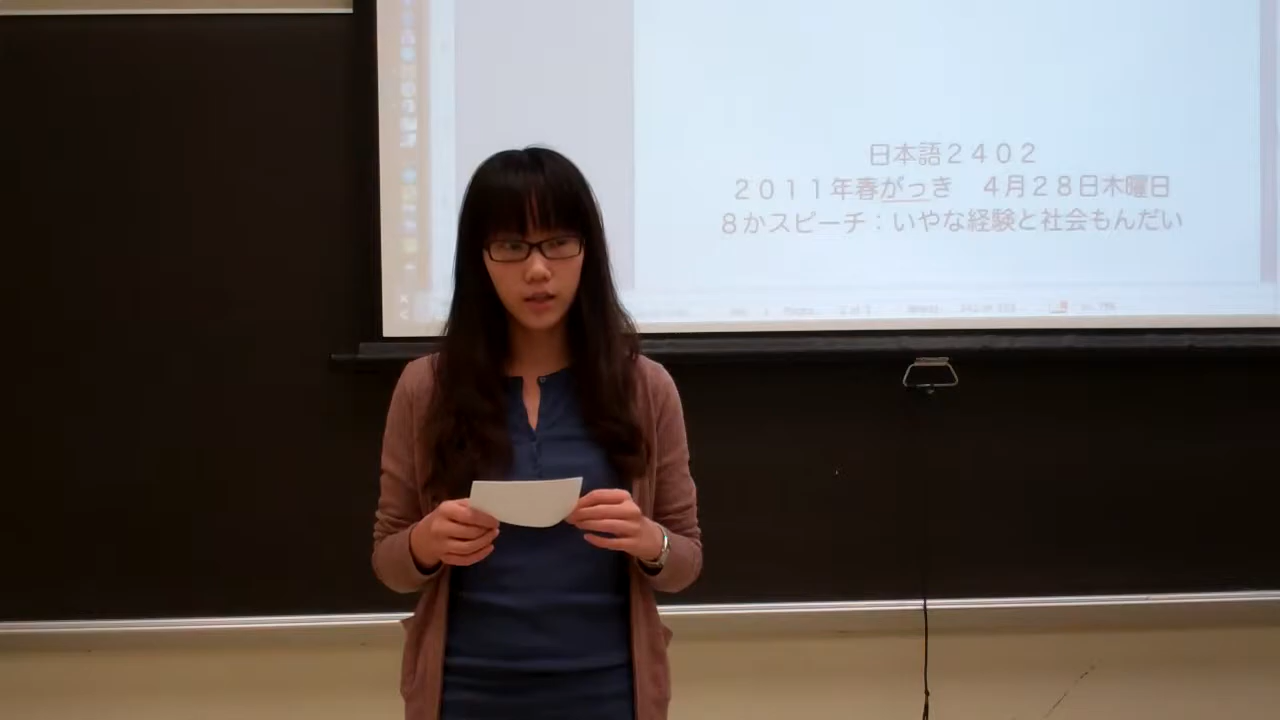 日本語２４０２
２０１１年春がっき　４月２８日木曜日
８かスピーチ：いやな経験と社会もんだい